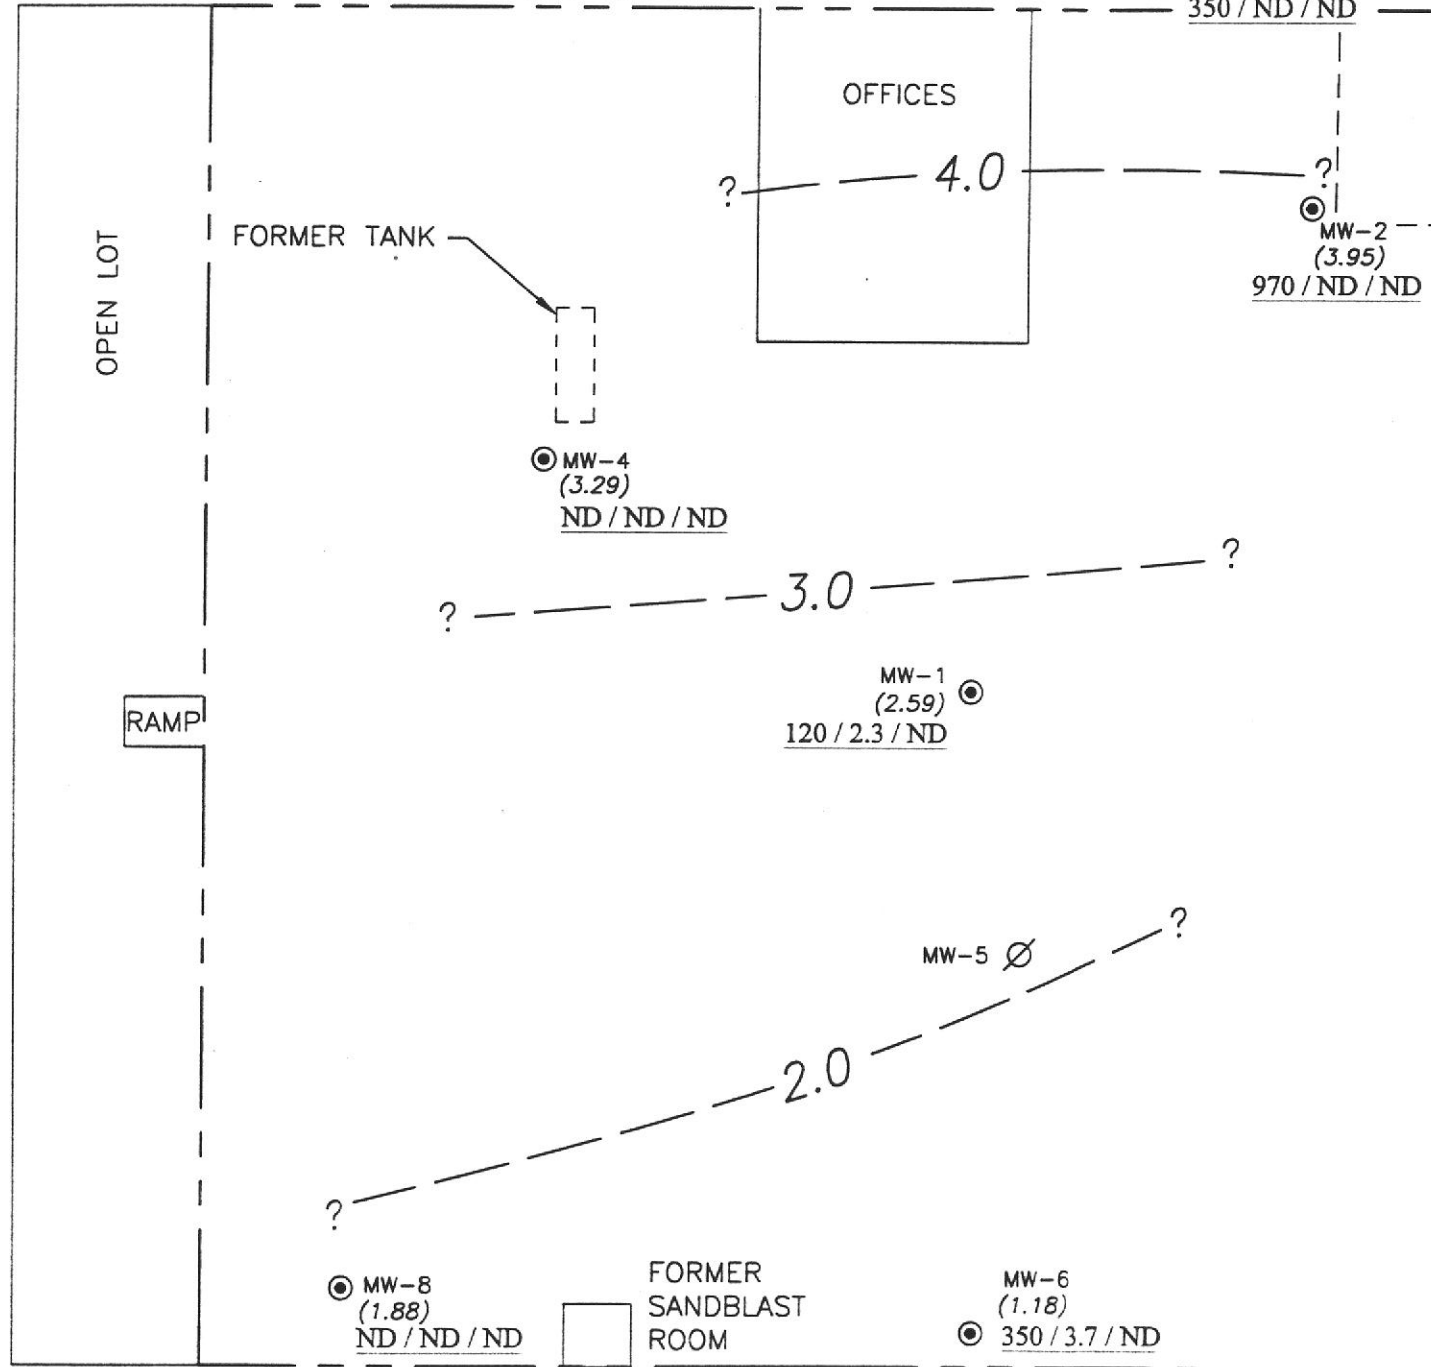 350 / ND / ND
OFFICES
? 4.0 ?
MW-2
(3.95)
970 / ND / ND
FORMER TANK
OPEN LOT
MW-4
(3.29)
ND / ND / ND
? 3.0 ?
MW-1
(2.59)
120 / 2.3 / ND
RAMP
MW-5
? 2.0 ?
MW-8
(1.88)
ND / ND / ND
FORMER
SANDBLAST
ROOM
MW-6
(1.18)
350 / 3.7 / ND